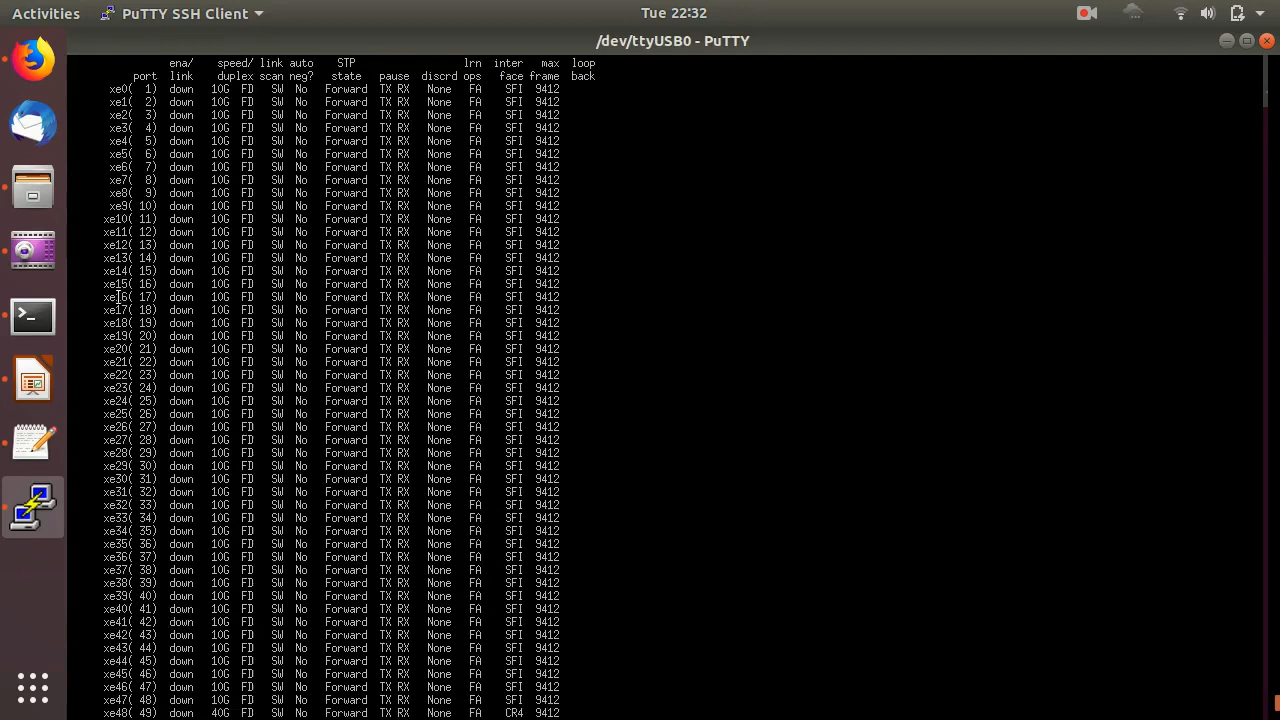 Activities PuTTY SSH Client Tue 22:32
/dev/ttyUSB0 - PuTTY
ena/ speed/ link auto STP lrn inter max loop
port link duplex scan neg? state pause discrd ops face frame back
xe0( 1) down 10G FD SW No Forward TX RX None FA SFI 9412
xe1( 2) down 10G FD SW No Forward TX RX None FA SFI 9412
xe2( 3) down 10G FD SW No Forward TX RX None FA SFI 9412
xe3( 4) down 10G FD SW No Forward TX RX None FA SFI 9412
xe4( 5) down 10G FD SW No Forward TX RX None FA SFI 9412
xe5( 6) down 10G FD SW No Forward TX RX None FA SFI 9412
xe6( 7) down 10G FD SW No Forward TX RX None FA SFI 9412
xe7( 8) down 10G FD SW No Forward TX RX None FA SFI 9412
xe8( 9) down 10G FD SW No Forward TX RX None FA SFI 9412
xe9( 10) down 10G FD SW No Forward TX RX None FA SFI 9412
xe10( 11) down 10G FD SW No Forward TX RX None FA SFI 9412
xe11( 12) down 10G FD SW No Forward TX RX None FA SFI 9412
xe12( 13) down 10G FD SW No Forward TX RX None FA SFI 9412
xe13( 14) down 10G FD SW No Forward TX RX None FA SFI 9412
xe14( 15) down 10G FD SW No Forward TX RX None FA SFI 9412
xe15( 16) down 10G FD SW No Forward TX RX None FA SFI 9412
xe16( 17) down 10G FD SW No Forward TX RX None FA SFI 9412
xe17( 18) down 10G FD SW No Forward TX RX None FA SFI 9412
xe18( 19) down 10G FD SW No Forward TX RX None FA SFI 9412
xe19( 20) down 10G FD SW No Forward TX RX None FA SFI 9412
xe20( 21) down 10G FD SW No Forward TX RX None FA SFI 9412
xe21( 22) down 10G FD SW No Forward TX RX None FA SFI 9412
xe22( 23) down 10G FD SW No Forward TX RX None FA SFI 9412
xe23( 24) down 10G FD SW No Forward TX RX None FA SFI 9412
xe24( 25) down 10G FD SW No Forward TX RX None FA SFI 9412
xe25( 26) down 10G FD SW No Forward TX RX None FA SFI 9412
xe26( 27) down 10G FD SW No Forward TX RX None FA SFI 9412
xe27( 28) down 10G FD SW No Forward TX RX None FA SFI 9412
xe28( 29) down 10G FD SW No Forward TX RX None FA SFI 9412
xe29( 30) down 10G FD SW No Forward TX RX None FA SFI 9412
xe30( 31) down 10G FD SW No Forward TX RX None FA SFI 9412
xe31( 32) down 10G FD SW No Forward TX RX None FA SFI 9412
xe32( 33) down 10G FD SW No Forward TX RX None FA SFI 9412
xe33( 34) down 10G FD SW No Forward TX RX None FA SFI 9412
xe34( 35) down 10G FD SW No Forward TX RX None FA SFI 9412
xe35( 36) down 10G FD SW No Forward TX RX None FA SFI 9412
xe36( 37) down 10G FD SW No Forward TX RX None FA SFI 9412
xe37( 38) down 10G FD SW No Forward TX RX None FA SFI 9412
xe38( 39) down 10G FD SW No Forward TX RX None FA SFI 9412
xe39( 40) down 10G FD SW No Forward TX RX None FA SFI 9412
xe40( 41) down 10G FD SW No Forward TX RX None FA SFI 9412
xe41( 42) down 10G FD SW No Forward TX RX None FA SFI 9412
xe42( 43) down 10G FD SW No Forward TX RX None FA SFI 9412
xe43( 44) down 10G FD SW No Forward TX RX None FA SFI 9412
xe44( 45) down 10G FD SW No Forward TX RX None FA SFI 9412
xe45( 46) down 10G FD SW No Forward TX RX None FA SFI 9412
xe46( 47) down 10G FD SW No Forward TX RX None FA SFI 9412
xe47( 48) down 10G FD SW No Forward TX RX None FA SFI 9412
xe48( 49) down 40G FD SW No Forward TX RX None FA CR4 9412